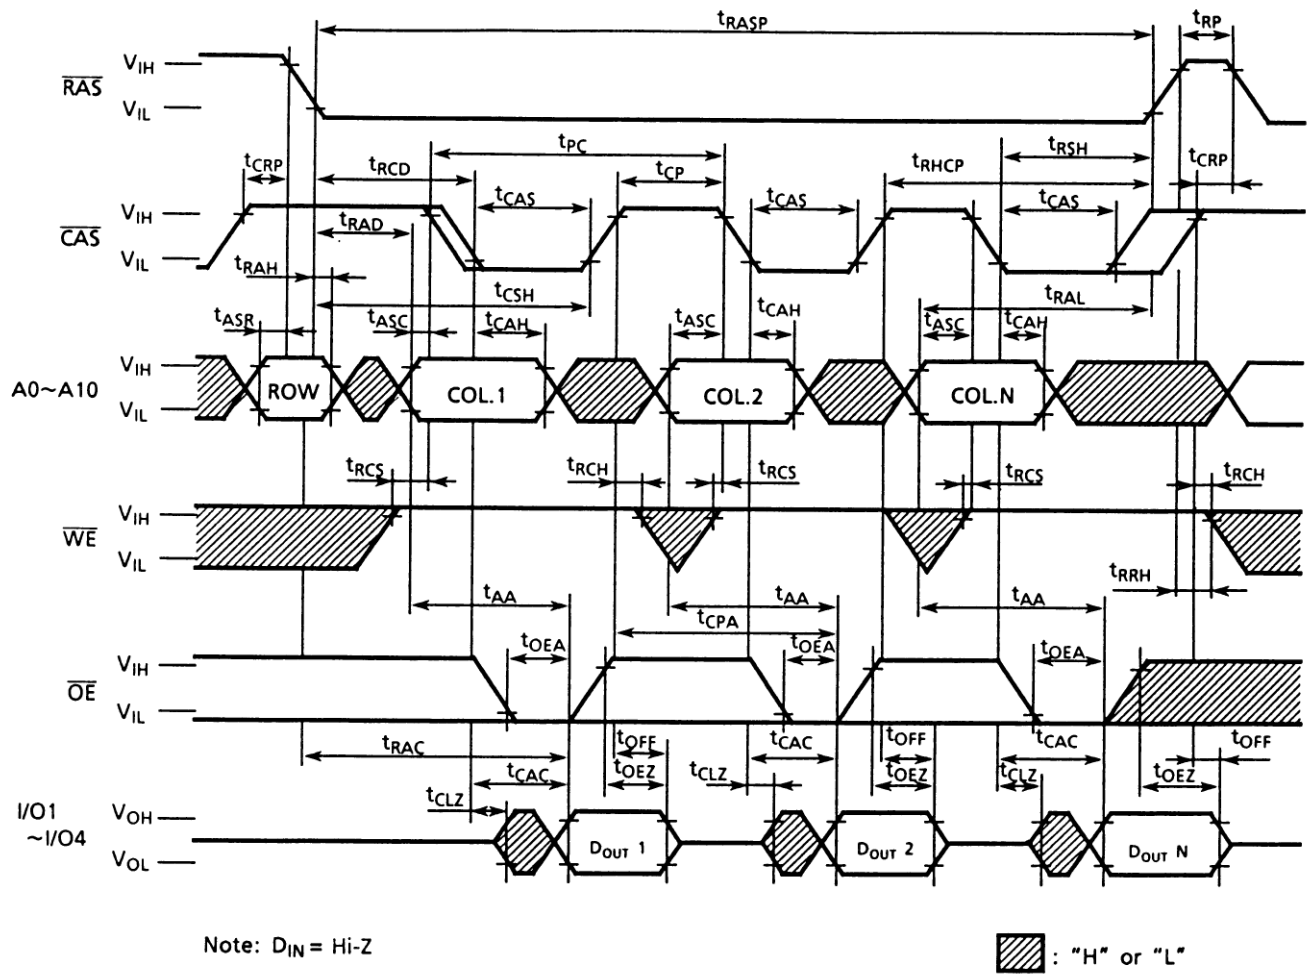 tRASP tRP
RAS VIH
VIL
tPC tRSH
tCRP tRCD tCP tRHCP tCRP
CAS VIH tCAS tCAS tCAS
tRAD
VIL
tRAH tCSH tRAL
tASR tASC tCAH tASC tCAH tASC tCAH
A0~A10 VIH
ROW COL.1 COL.2 COL.N
VIL
tRCS tRCH tRCS tRCS tRCH
WE VIH
VIL
tRRH
tAA tAA tAA
tCPA
tOEA tOEA tOEA
OE VIH
VIL
tRAC tOFF tCAC tOFF tCAC tOFF
tCAC tOEZ tCLZ tOEZ tCLZ tOEZ
tCLZ
I/O1 VOH
~I/O4
DOUT 1 DOUT 2 DOUT N
VOL
Note: DIN = Hi-Z
: "H" or "L"